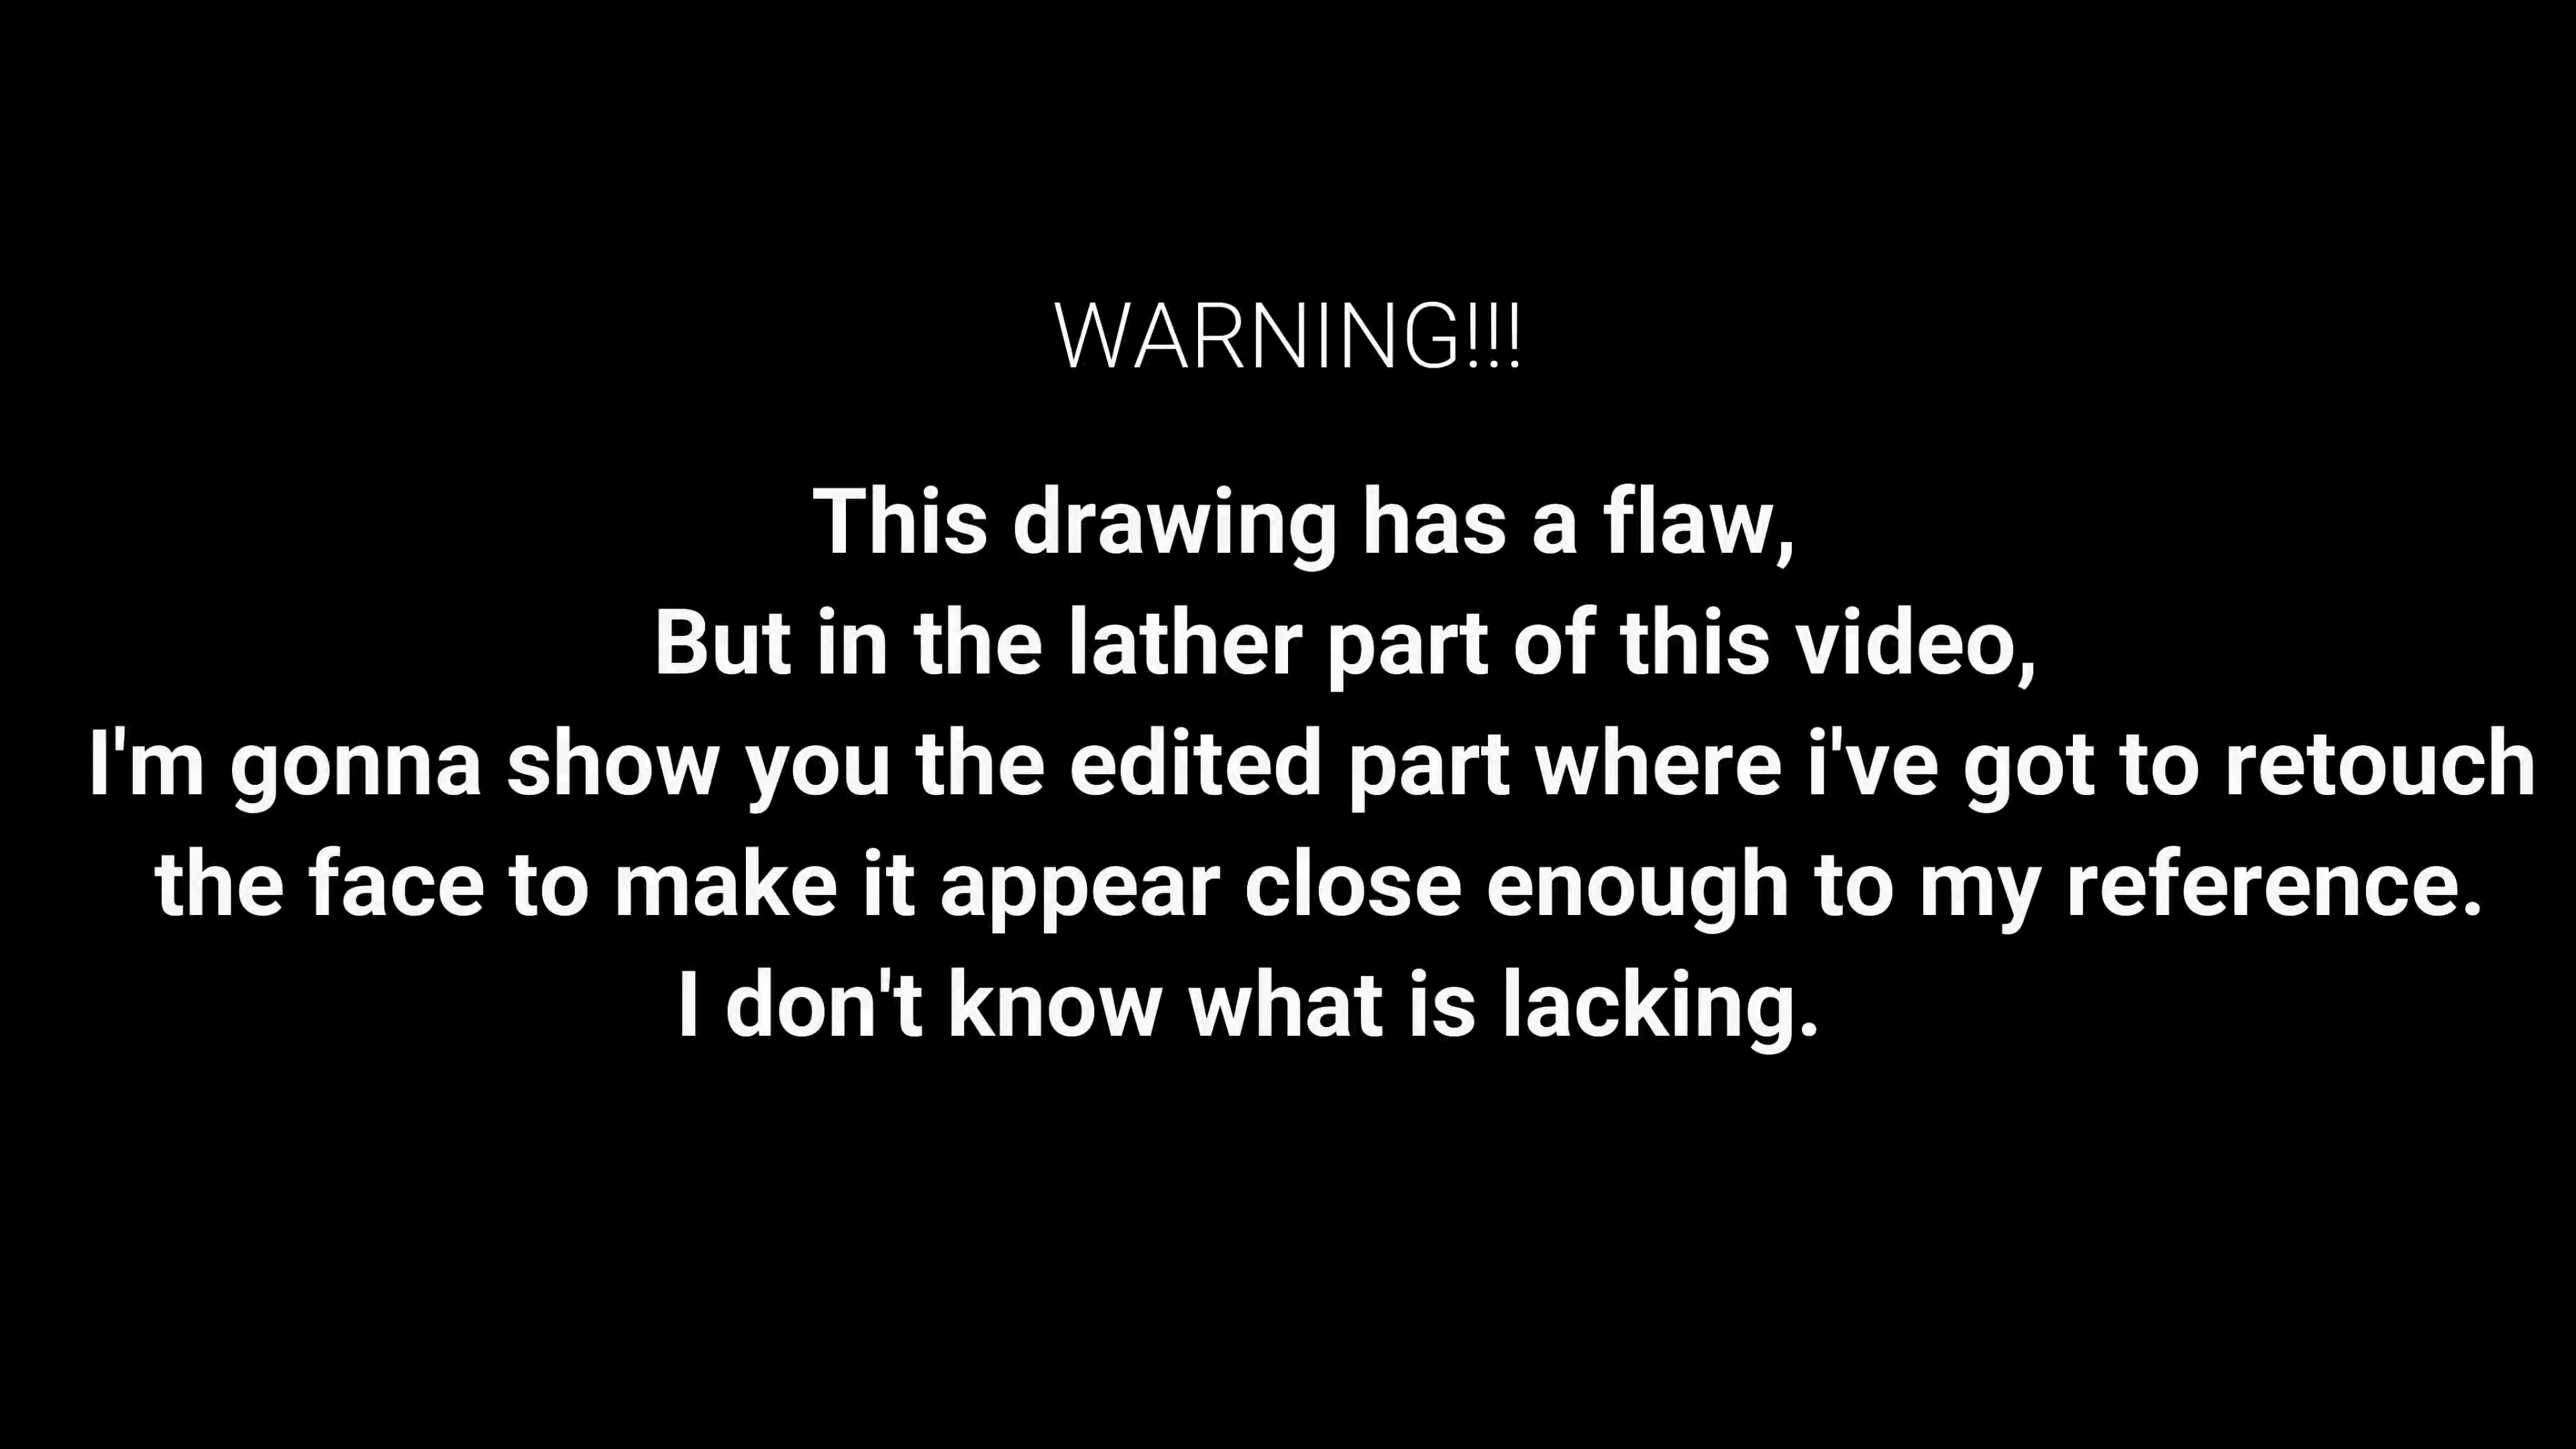 WARNING!!!
This drawing has a flaw,
But in the lather part of this video,
I'm gonna show you the edited part where i've got to retouch
the face to make it appear close enough to my reference.
I don't know what is lacking.